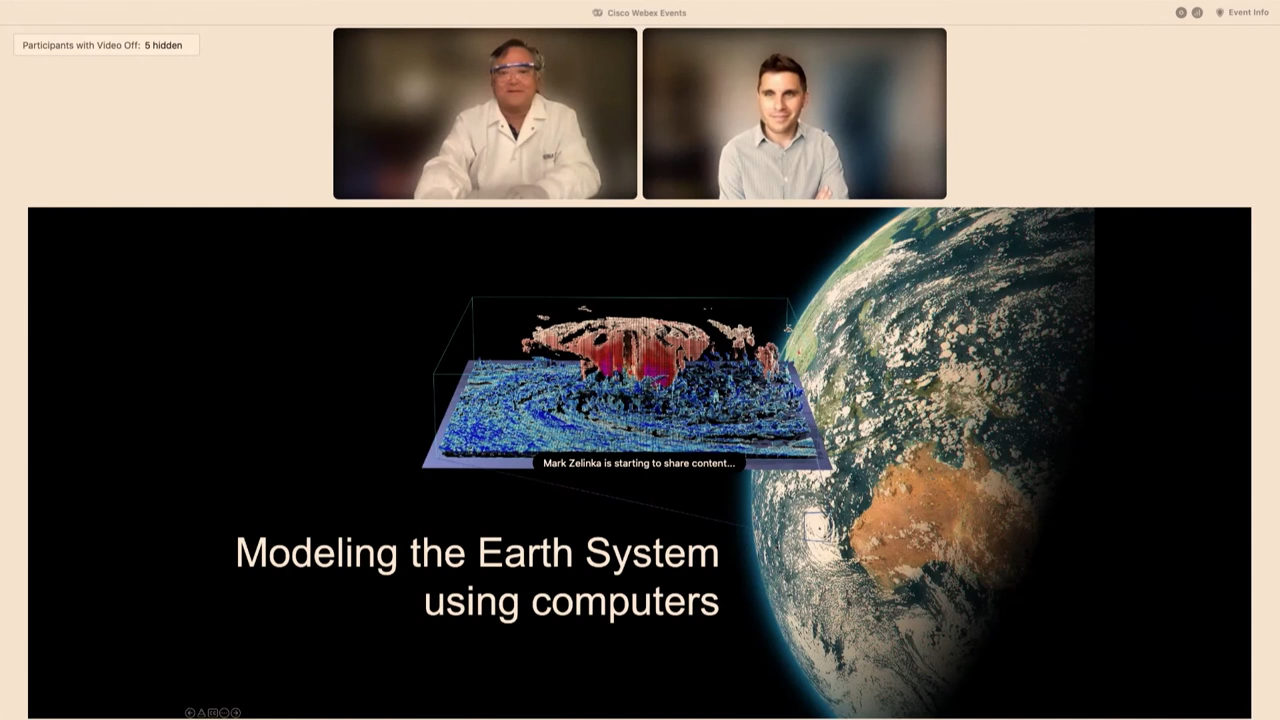 Cisco Webex Events
Event Info
Participants with Video Off: 5 hidden
Mark Zelinka is starting to share content...
Modeling the Earth System
using computers